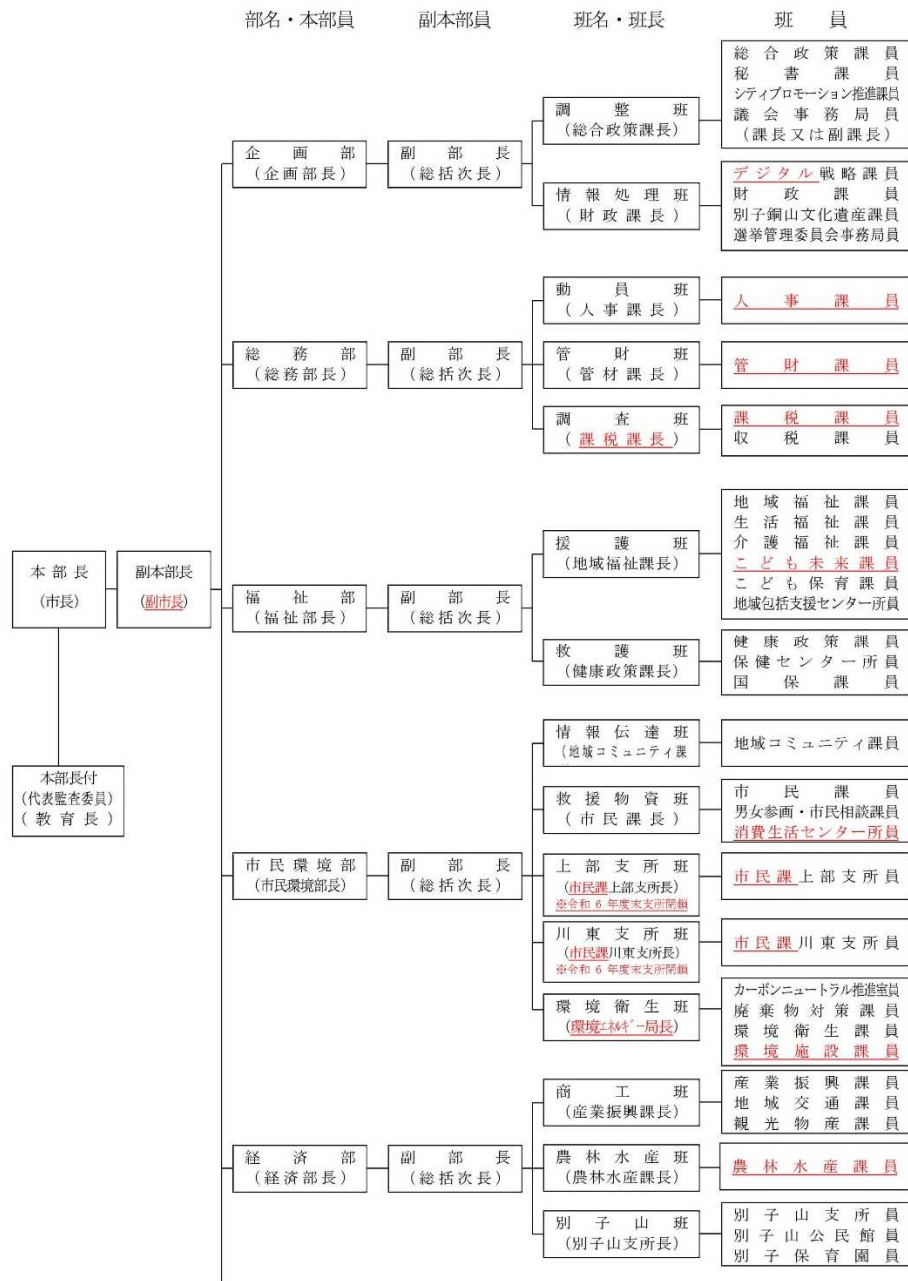 部名・本部員 副本部員 班名・班長 班員
本部長
(市長)
副本部長
(副市長)
本部長付
(代表監査委員)
(教育長)
企画部
(企画部長)
副部長
(総括次長)
調整班
(総合政策課長)
総合政策課員
秘書課員
シティプロモーション推進課員
議会事務局員
(課長又は副課長)
情報処理班
(財政課長)
デジタル戦略課員
財政課員
別子銅山文化遺産課員
選挙管理委員会事務局員
総務部
(総務部長)
副部長
(総括次長)
動員班
(人事課長)
人事課員
管財班
(管材課長)
管財課員
調査班
(課税課長)
課税課員
収税課員
福祉部
(福祉部長)
副部長
(総括次長)
援護班
(地域福祉課長)
地域福祉課員
生活福祉課員
介護福祉課員
こども未来課員
こども保育課員
地域包括支援センター所員
救護班
(健康政策課長)
健康政策課員
保健センター所員
国保課員
市民環境部
(市民環境部長)
副部長
(総括次長)
情報伝達班
(地域コミュニティ課
地域コミュニティ課員
救援物資班
(市民課長)
市民課員
男女参画・市民相談課員
消費生活センター所員
上部支所班
(市民課上部支所長)
※令和6年度末支所閉鎖
市民課上部支所員
川東支所班
(市民課川東支所長)
※令和6年度末支所閉鎖
市民課川東支所員
環境衛生班
(環境エネルギー局長)
カーボンニュートラル推進室員
廃棄物対策課員
環境衛生課員
環境施設課員
経済部
(経済部長)
副部長
(総括次長)
商工班
(産業振興課長)
産業振興課員
地域交通課員
観光物産課員
農林水産班
(農林水産課長)
農林水産課員
別子山班
(別子山支所長)
別子山支所員
別子山公民館員
別子保育園員